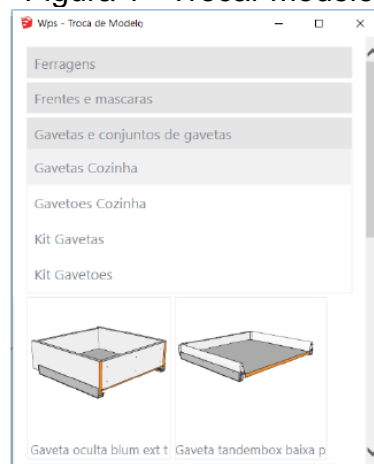 Figura 4 - Trocar Modelo
Wps - Troca de Modelo
Ferragens
Frentes e mascaras
Gavetas e conjuntos de gavetas
Gavetas Cozinha
Gavetoes Cozinha
Kit Gavetas
Kit Gavetoes
Gaveta oculta blum ext t
Gaveta tandembox baixa p